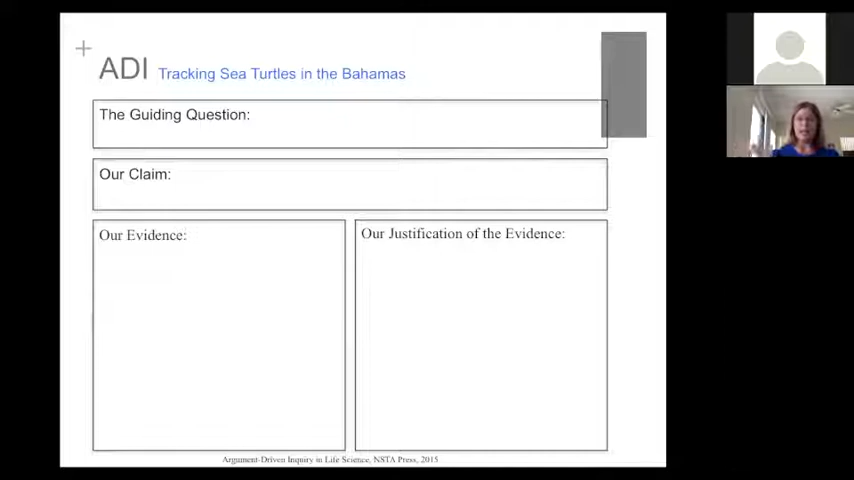 ADI Tracking Sea Turtles in the Bahamas
The Guiding Question:
Our Claim:
Our Evidence:
Our Justification of the Evidence:
Argument-Driven Inquiry in Life Science, NSTA Press, 2015